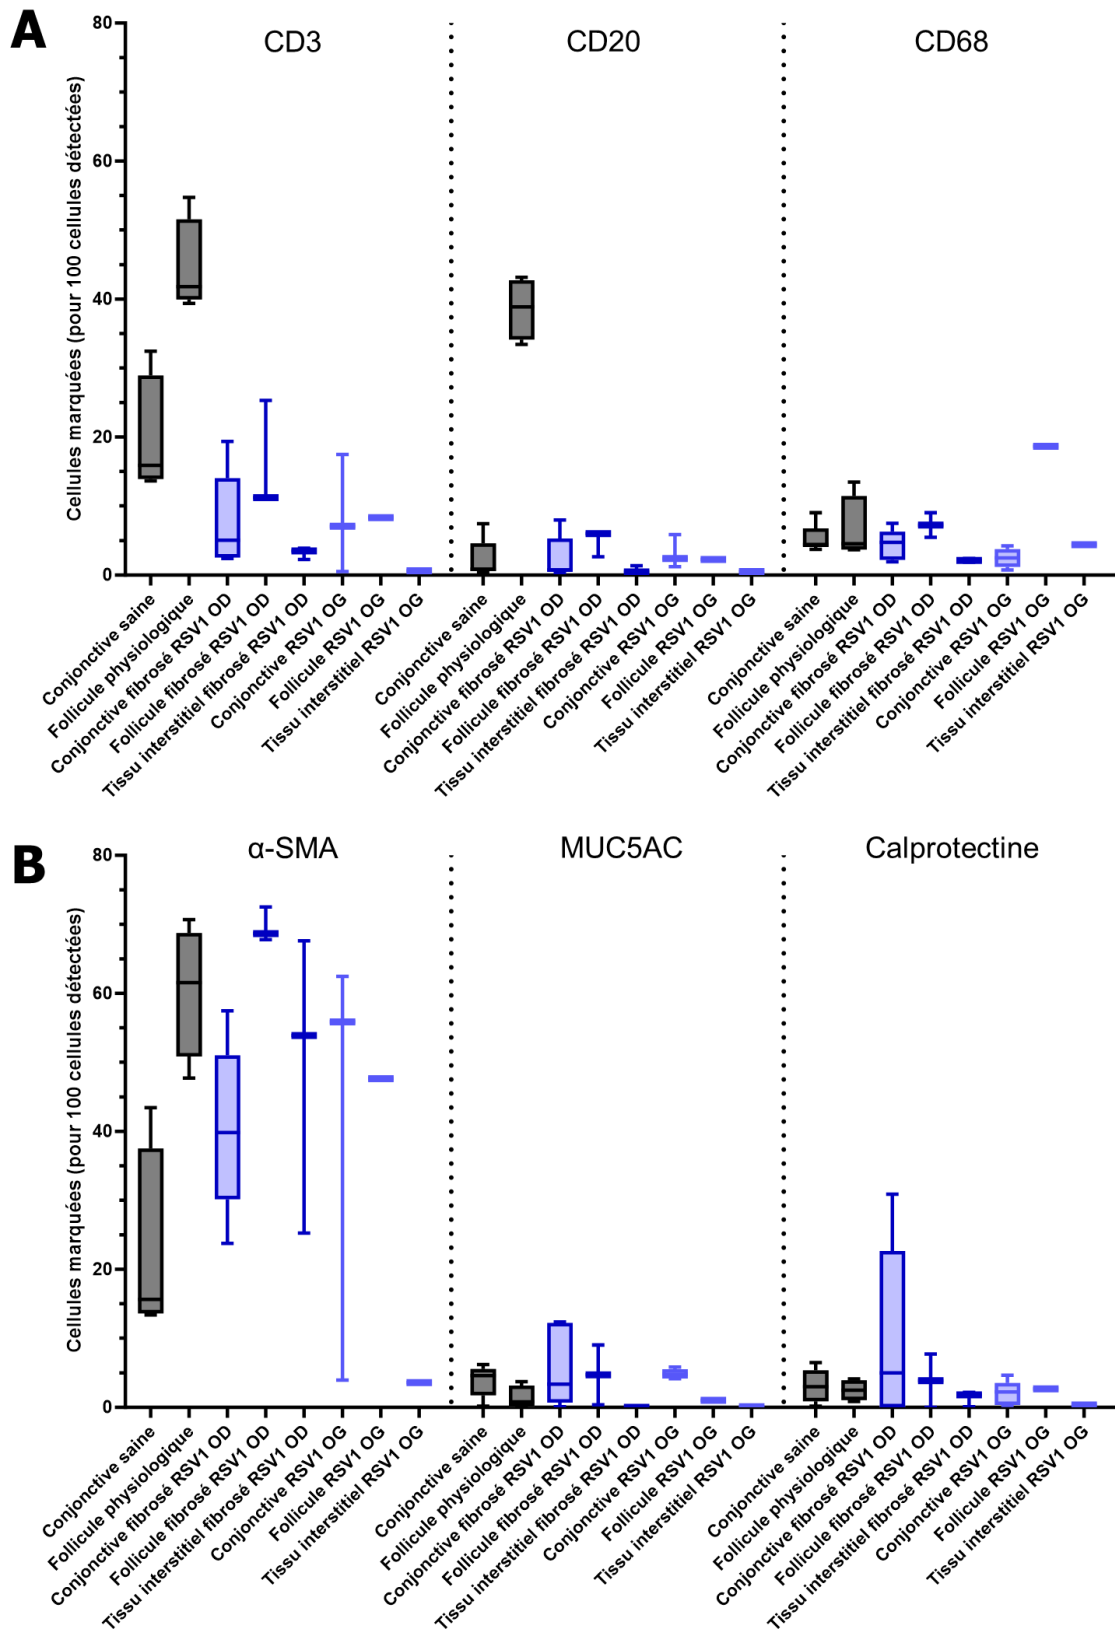 A
CD3
CD20
CD68
Cellules marquées (pour 100 cellules détectées)
80
60
40
20
0
Conjonctive saine
Follicule physiologique
Conjonctive fibrosé RSV1 OD
Follicule fibrosé RSV1 OD
Tissu interstitiel fibrosé RSV1 OD
Conjonctive RSV1 OG
Follicule RSV1 OG
Tissu interstitiel RSV1 OG
Conjonctive saine
Follicule physiologique
Conjonctive fibrosé RSV1 OD
Follicule fibrosé RSV1 OD
Tissu interstitiel fibrosé RSV1 OD
Conjonctive RSV1 OG
Follicule RSV1 OG
Tissu interstitiel RSV1 OG
Conjonctive saine
Follicule physiologique
Conjonctive fibrosé RSV1 OD
Follicule fibrosé RSV1 OD
Tissu interstitiel fibrosé RSV1 OD
Conjonctive RSV1 OG
Follicule RSV1 OG
Tissu interstitiel RSV1 OG
B
α-SMA
MUC5AC
Calprotectine
Cellules marquées (pour 100 cellules détectées)
80
60
40
20
0
Conjonctive saine
Follicule physiologique
Conjonctive fibrosé RSV1 OD
Follicule fibrosé RSV1 OD
Tissu interstitiel fibrosé RSV1 OD
Conjonctive RSV1 OG
Follicule RSV1 OG
Tissu interstitiel RSV1 OG
Conjonctive saine
Follicule physiologique
Conjonctive fibrosé RSV1 OD
Follicule fibrosé RSV1 OD
Tissu interstitiel fibrosé RSV1 OD
Conjonctive RSV1 OG
Follicule RSV1 OG
Tissu interstitiel RSV1 OG
Conjonctive saine
Follicule physiologique
Conjonctive fibrosé RSV1 OD
Follicule fibrosé RSV1 OD
Tissu interstitiel fibrosé RSV1 OD
Conjonctive RSV1 OG
Follicule RSV1 OG
Tissu interstitiel RSV1 OG